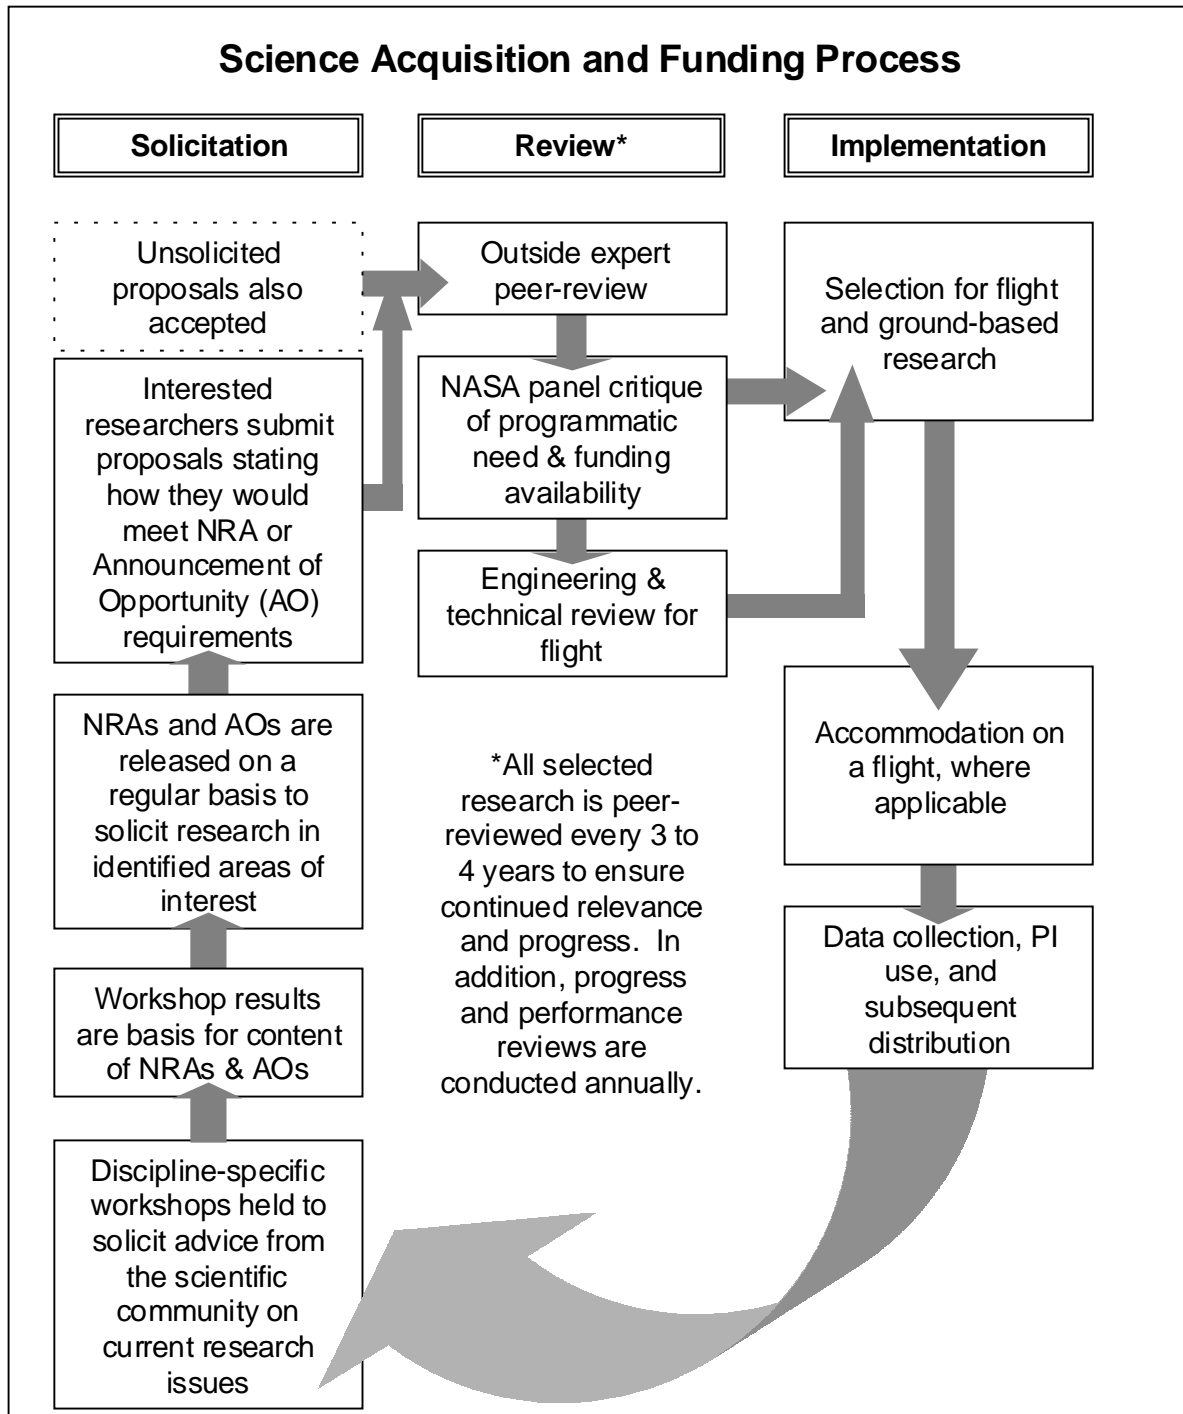 Science Acquisition and Funding Process
Solicitation
Review*
Implementation
Unsolicited
proposals also
accepted
Interested
researchers submit
proposals stating
how they would
meet NRA or
Announcement of
Opportunity (AO)
requirements
NRAs and AOs are
released on a
regular basis to
solicit research in
identified areas of
interest
Workshop results
are basis for content
of NRAs & AOs
Discipline-specific
workshops held to
solicit advice from
the scientific
community on
current research
issues
Outside expert
peer-review
NASA panel critique
of programmatic
need & funding
availability
Engineering &
technical review for
flight
*All selected
research is peer-
reviewed every 3 to
4 years to ensure
continued relevance
and progress.  In
addition, progress
and performance
reviews are
conducted annually.
Selection for flight
and ground-based
research
Accommodation on
a flight, where
applicable
Data collection, PI
use, and
subsequent
distribution